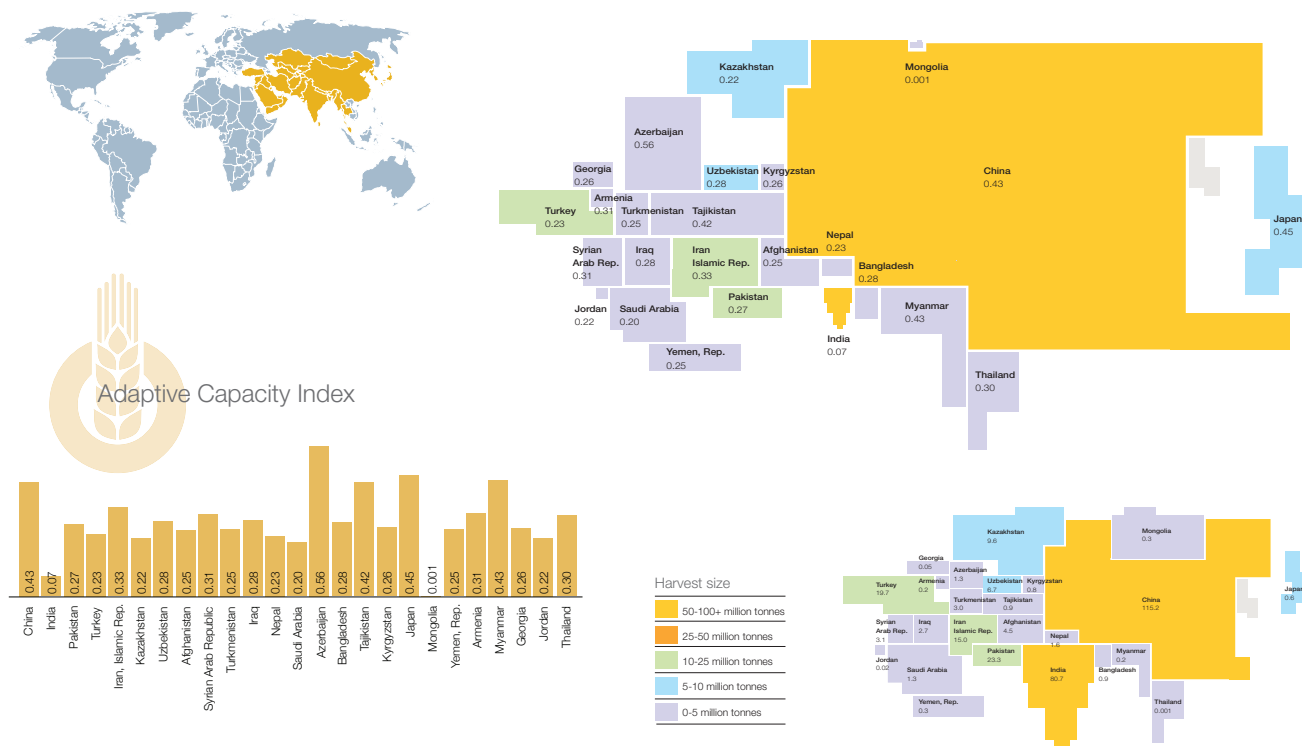 Kazakhstan
0.22
Mongolia
0.001
Azerbaijan
0.56
Georgia
0.26
Uzbekistan
0.28
Kyrgyzstan
0.26
China
0.43
Armenia
0.31
Turkey
0.23
Turkmenistan
0.25
Tajikistan
0.42
Japan
0.45
Syrian
Arab Rep.
0.31
Iraq
0.28
Iran
Islamic Rep.
0.33
Afghanistan
0.25
Nepal
0.23
Bangladesh
0.28
Jordan
0.22
Saudi Arabia
0.20
Pakistan
0.27
Myanmar
0.43
India
0.07
Yemen, Rep.
0.25
Thailand
0.30
Adaptive Capacity Index
0.43
0.07
0.27
0.23
0.33
0.22
0.28
0.25
0.31
0.25
0.28
0.23
0.20
0.56
0.28
0.42
0.26
0.45
0.001
0.25
0.31
0.43
0.26
0.22
0.30
China
India
Pakistan
Turkey
Iran, Islamic Rep.
Kazakhstan
Uzbekistan
Afghanistan
Syrian Arab Republic
Turkmenistan
Iraq
Nepal
Saudi Arabia
Azerbaijan
Bangladesh
Tajikistan
Kyrgyzstan
Japan
Mongolia
Yemen, Rep.
Armenia
Myanmar
Georgia
Jordan
Thailand
Harvest size
50-100+ million tonnes
25-50 million tonnes
10-25 million tonnes
5-10 million tonnes
0-5 million tonnes
Kazakhstan
9.6
Mongolia
0.3
Georgia
0.05
Azerbaijan
1.3
Turkey
19.7
Armenia
0.2
Uzbekistan
6.7
Kyrgyzstan
0.8
Japan
0.6
Turkmenistan
3.0
Tajikistan
0.9
China
115.2
Syrian
Arab Rep.
3.1
Iraq
2.7
Iran
Islamic Rep.
15.0
Afghanistan
4.5
Nepal
1.6
Jordan
0.02
Saudi Arabia
1.3
Pakistan
23.3
India
80.7
Bangladesh
0.9
Myanmar
0.2
Yemen, Rep.
0.3
Thailand
0.001